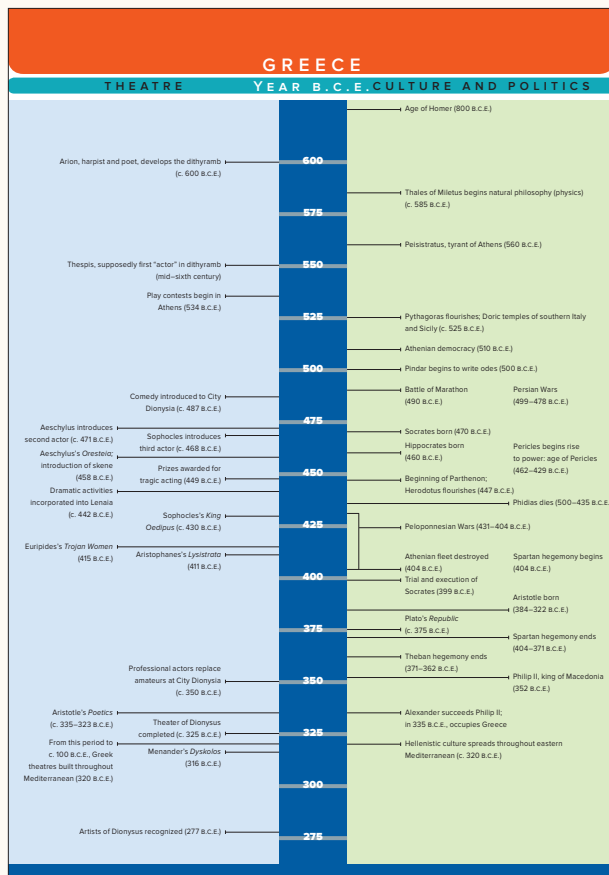 GREECE
THEATRE
YEAR B.C.E.
CULTURE AND POLITICS
Age of Homer (800 B.C.E.)
600
Arion, harpist and poet, develops the dithyramb
(c. 600 B.C.E.)
Thales of Miletus begins natural philosophy (physics)
(c. 585 B.C.E.)
575
Peisistratus, tyrant of Athens (560 B.C.E.)
550
Thespis, supposedly first “actor” in dithyramb
(mid–sixth century)
Play contests begin in
Athens (534 B.C.E.)
525
Pythagoras flourishes; Doric temples of southern Italy
and Sicily (c. 525 B.C.E.)
Athenian democracy (510 B.C.E.)
500
Pindar begins to write odes (500 B.C.E.)
Comedy introduced to City
Dionysia (c. 487 B.C.E.)
Battle of Marathon
(490 B.C.E.)
Persian Wars
(499–478 B.C.E.)
475
Aeschylus introduces
second actor (c. 471 B.C.E.)
Sophocles introduces
third actor (c. 468 B.C.E.)
Socrates born (470 B.C.E.)
Hippocrates born
(460 B.C.E.)
Pericles begins rise
to power: age of Pericles
(462–429 B.C.E.)
Aeschylus's Oresteia;
introduction of skene
(458 B.C.E.)
450
Prizes awarded for
tragic acting (449 B.C.E.)
Beginning of Parthenon;
Herodotus flourishes (447 B.C.E.)
Dramatic activities
incorporated into Lenaia
(c. 442 B.C.E.)
Phidias dies (500–435 B.C.E.
Sophocles's King
Oedipus (c. 430 B.C.E.)
425
Peloponnesian Wars (431–404 B.C.E.)
Euripides's Trojan Women
(415 B.C.E.)
Aristophanes's Lysistrata
(411 B.C.E.)
Athenian fleet destroyed
(404 B.C.E.)
Spartan hegemony begins
(404 B.C.E.)
400
Trial and execution of
Socrates (399 B.C.E.)
Aristotle born
(384–322 B.C.E.)
375
Plato's Republic
(c. 375 B.C.E.)
Spartan hegemony ends
(404–371 B.C.E.)
Theban hegemony ends
(371–362 B.C.E.)
Professional actors replace
amateurs at City Dionysia
(c. 350 B.C.E.)
350
Philip II, king of Macedonia
(352 B.C.E.)
Aristotle's Poetics
(c. 335–323 B.C.E.)
Theater of Dionysus
completed (c. 325 B.C.E.)
325
Alexander succeeds Philip II;
in 335 B.C.E., occupies Greece
From this period to
c. 100 B.C.E., Greek
theatres built throughout
Mediterranean (320 B.C.E.)
Menander's Dyskolos
(316 B.C.E.)
Hellenistic culture spreads throughout eastern
Mediterranean (c. 320 B.C.E.)
300
Artists of Dionysus recognized (277 B.C.E.)
275